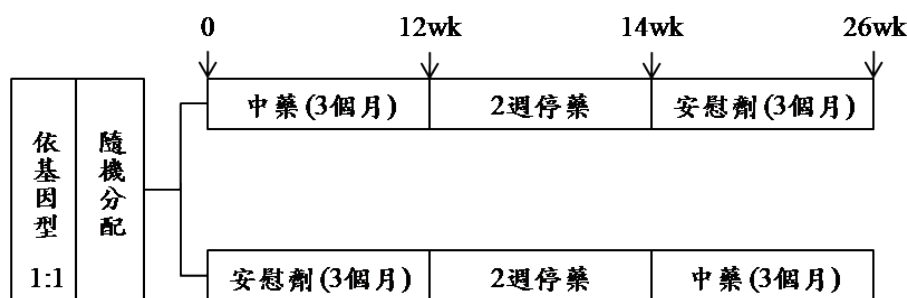 0 12wk 14wk 26wk
中藥(3個月) 2週停藥 安慰劑(3個月)
依基因型 1:1
隨機分配
安慰劑(3個月) 2週停藥 中藥(3個月)